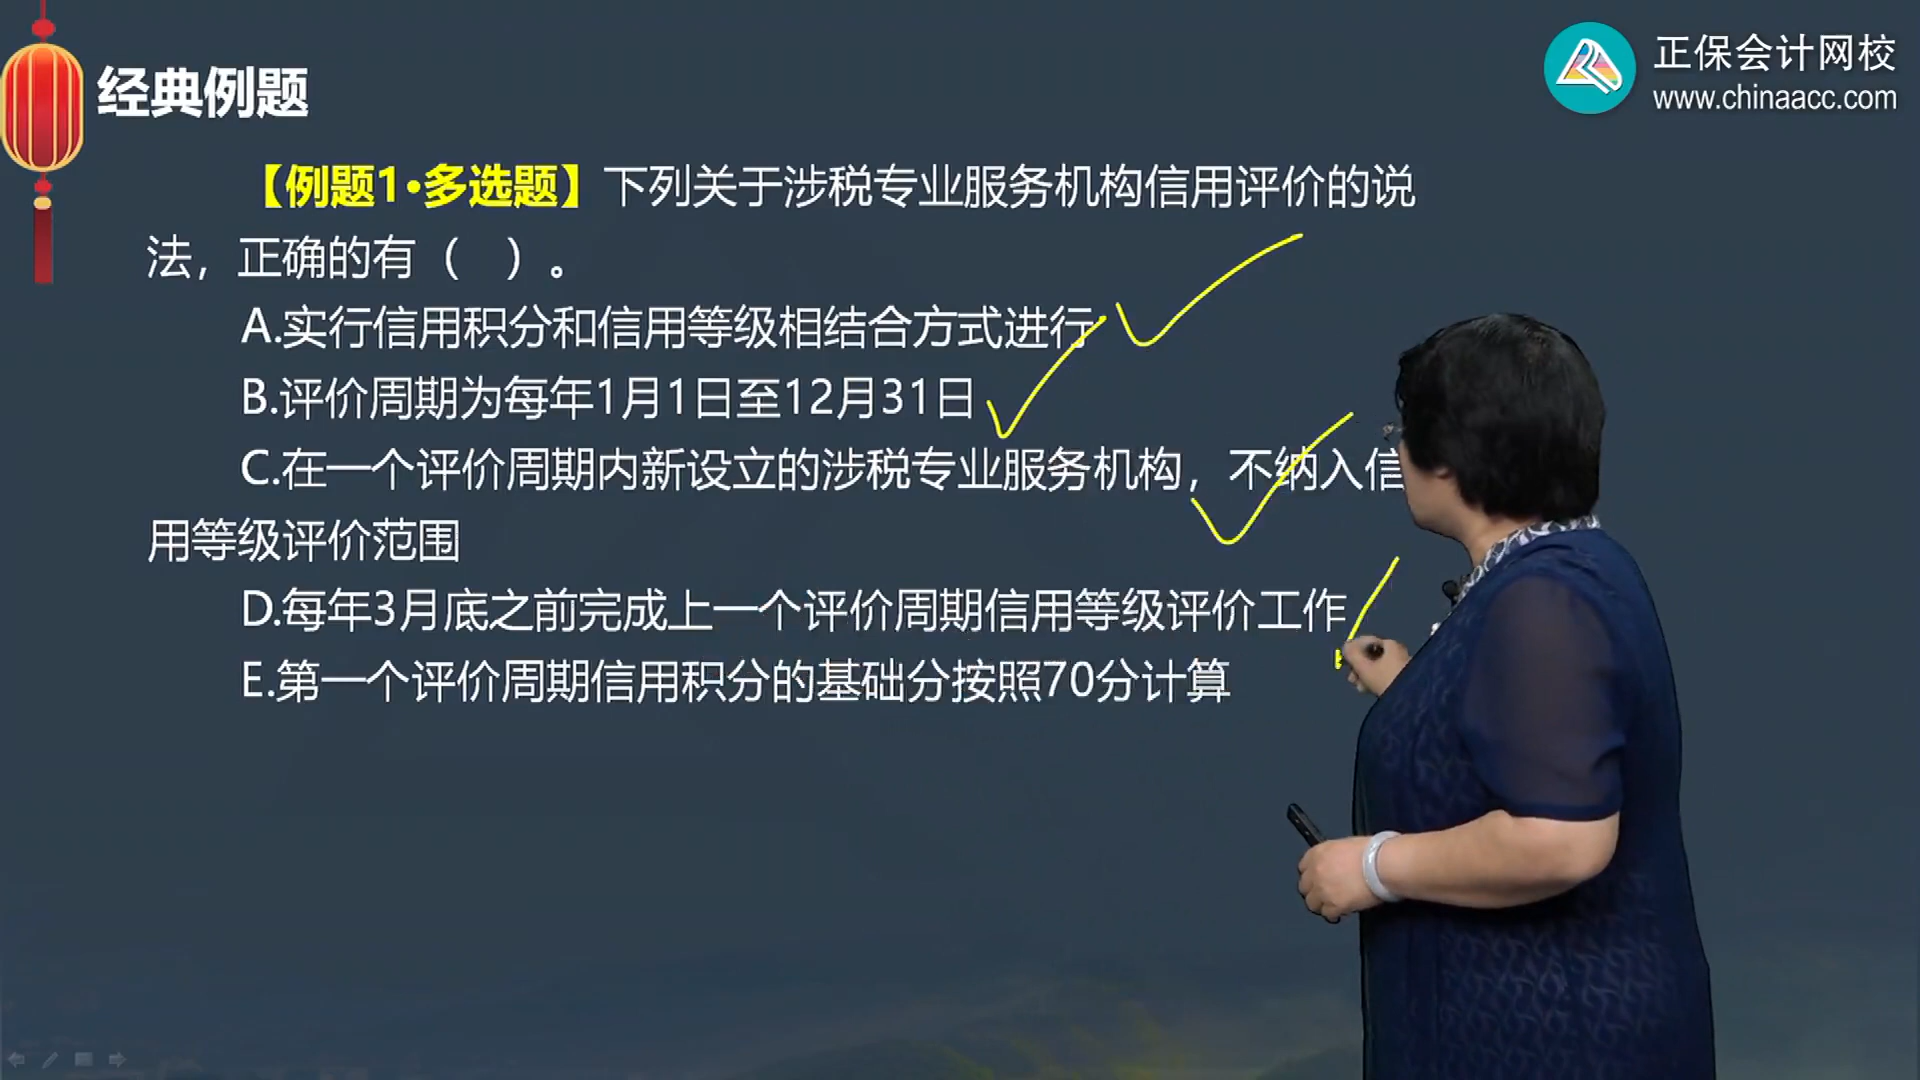 正保会计网校
www.chinaacc.com
经典例题
【例题1•多选题】下列关于涉税专业服务机构信用评价的说
法，正确的有（ ）。
A.实行信用积分和信用等级相结合方式进行
B.评价周期为每年1月1日至12月31日
C.在一个评价周期内新设立的涉税专业服务机构，不纳入信
用等级评价范围
D.每年3月底之前完成上一个评价周期信用等级评价工作
E.第一个评价周期信用积分的基础分按照70分计算